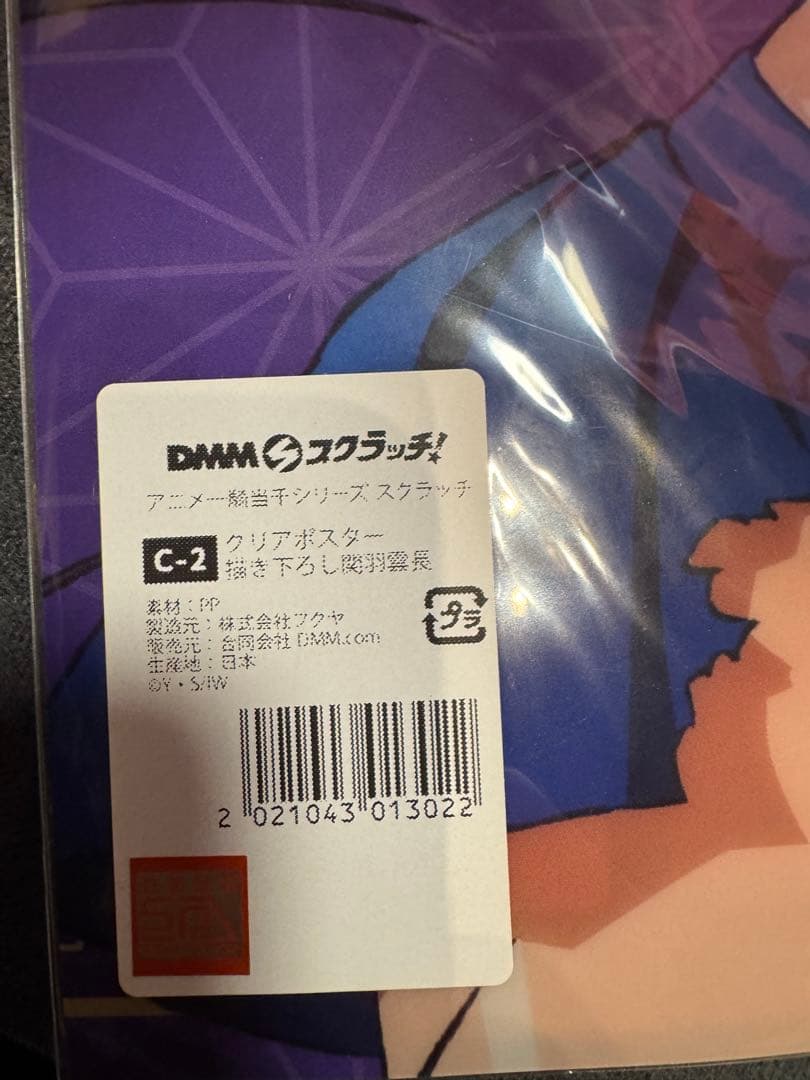 DMM スクラッチ!
アニメ一騎当千シリーズ スクラッチ
C-2
クリアポスター
描き下ろし関羽雲長
素材：PP
製造元：株式会社フクヤ
販売元：合同会社DMM.com
生産地：日本
©Y・S/IW
プラ
2 021043 013022